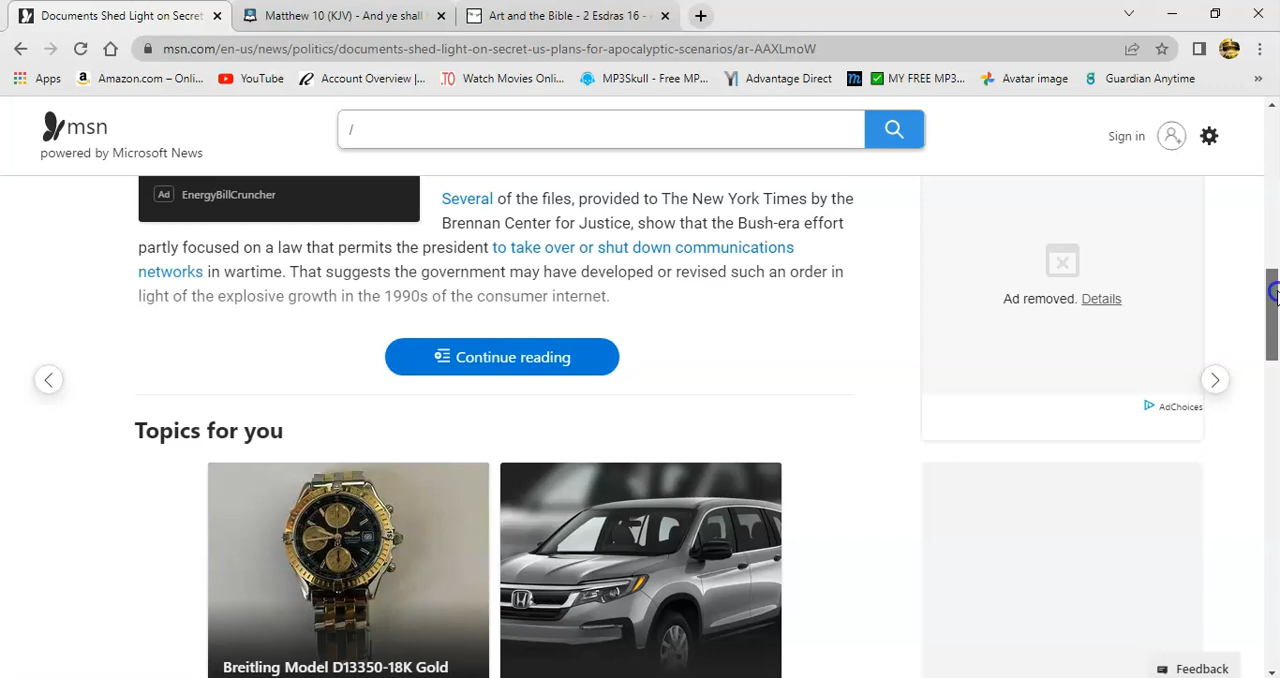 Documents Shed Light on Secret
Matthew 10 (KJV) - And ye shall
Art and the Bible - 2 Esdras 16 -
msn.com/en-us/news/politics/documents-shed-light-on-secret-us-plans-for-apocalyptic-scenarios/ar-AAXLmoW
Apps
Amazon.com – Onli...
YouTube
Account Overview |...
Watch Movies Onli...
MP3Skull - Free MP...
Advantage Direct
MY FREE MP3...
Avatar image
Guardian Anytime
»
msn
powered by Microsoft News
/
Sign in
Ad EnergyBillCruncher
Several of the files, provided to The New York Times by the
Brennan Center for Justice, show that the Bush-era effort
partly focused on a law that permits the president to take over or shut down communications
networks in wartime. That suggests the government may have developed or revised such an order in
light of the explosive growth in the 1990s of the consumer internet.
Ad removed. Details
Continue reading
AdChoices
Topics for you
Breitling Model D13350-18K Gold
Feedback